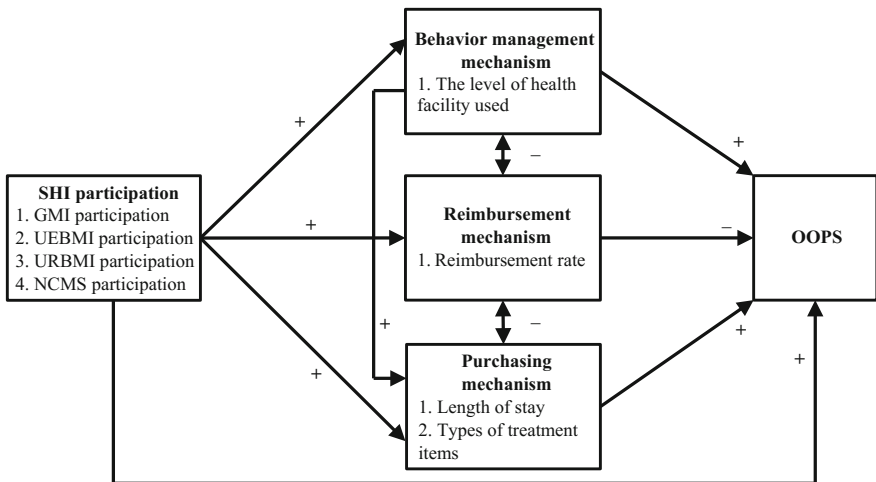 Behavior management
mechanism
1. The level of health
facility used
+
+
–
SHI participation
1. GMI participation
2. UEBMI participation
3. URBMI participation
4. NCMS participation
+
Reimbursement
mechanism
1. Reimbursement rate
–
OOPS
+
–
+
+
+
Purchasing
mechanism
1. Length of stay
2. Types of treatment
items